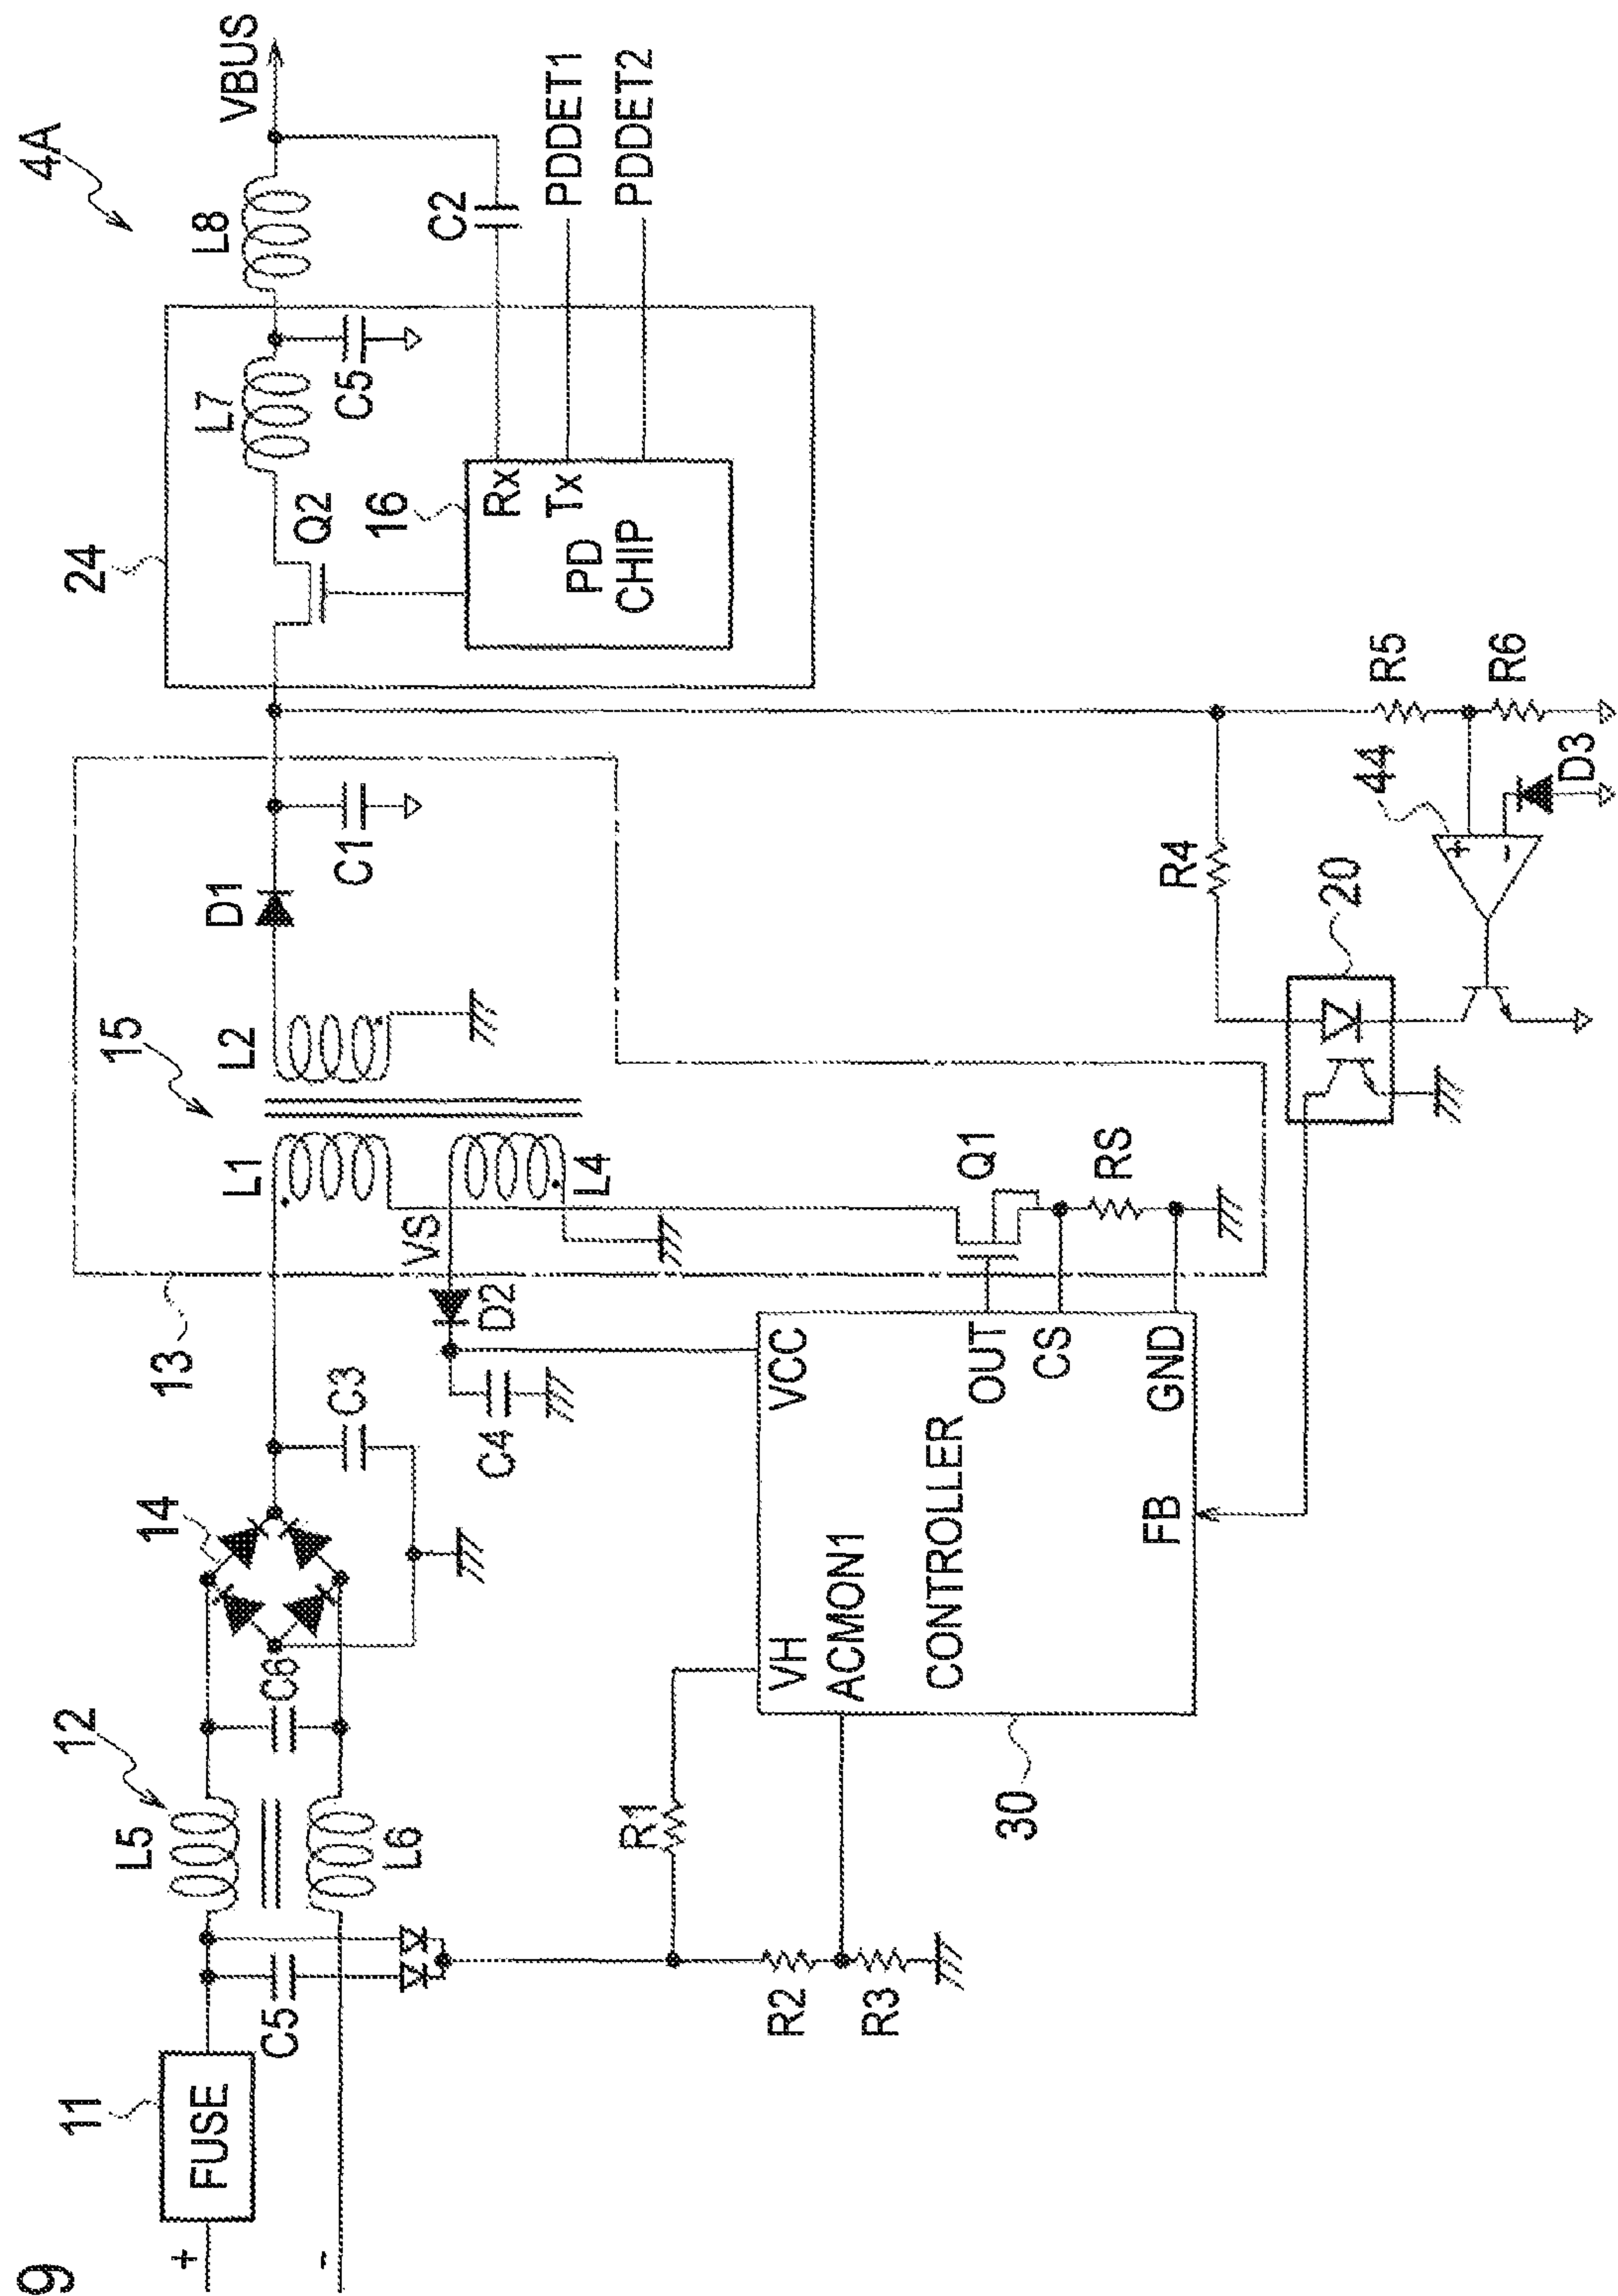 9
4A
11
FUSE
+
-
12
L5
L6
C5
C6
14
C3
13
15
L1
L2
L4
VS
D1
C1
D2
C4
24
L7
L8
VBUS
C5
Q2
16
Rx
Tx
PD
CHIP
C2
PDDET1
PDDET2
R1
R2
R3
30
VH
ACMON1
CONTROLLER
VCC
OUT
CS
GND
FB
Q1
RS
R4
20
44
+
-
D3
R5
R6